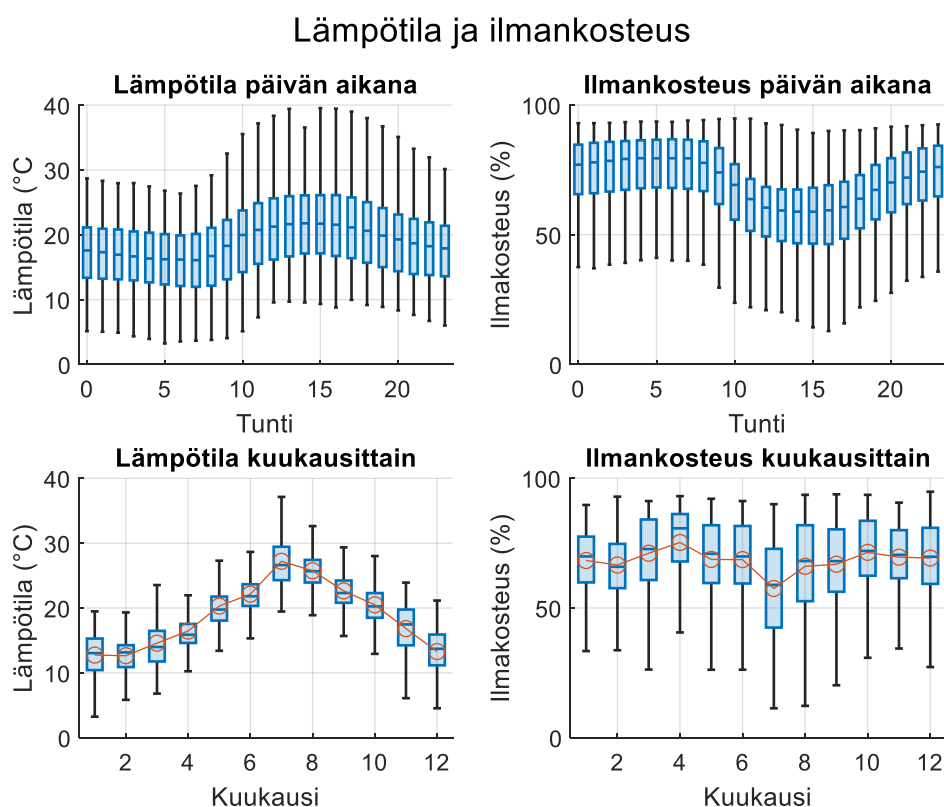 Lämpötila ja ilmankosteus
Lämpötila päivän aikana
Lämpötila (°C
40
30
20
10
0
0 5 10 15 20
Tunti
Ilmankosteus päivän aikana
Ilmakosteus (%)
100
50
0
0 5 10 15 20
Tunti
Lämpötila kuukausittain
Lämpötila (°C)
40
30
20
10
0
2 4 6 8 10 12
Kuukausi
Ilmankosteus kuukausittain
Ilmakosteus (%)
100
50
0
2 4 6 8 10 12
Kuukausi